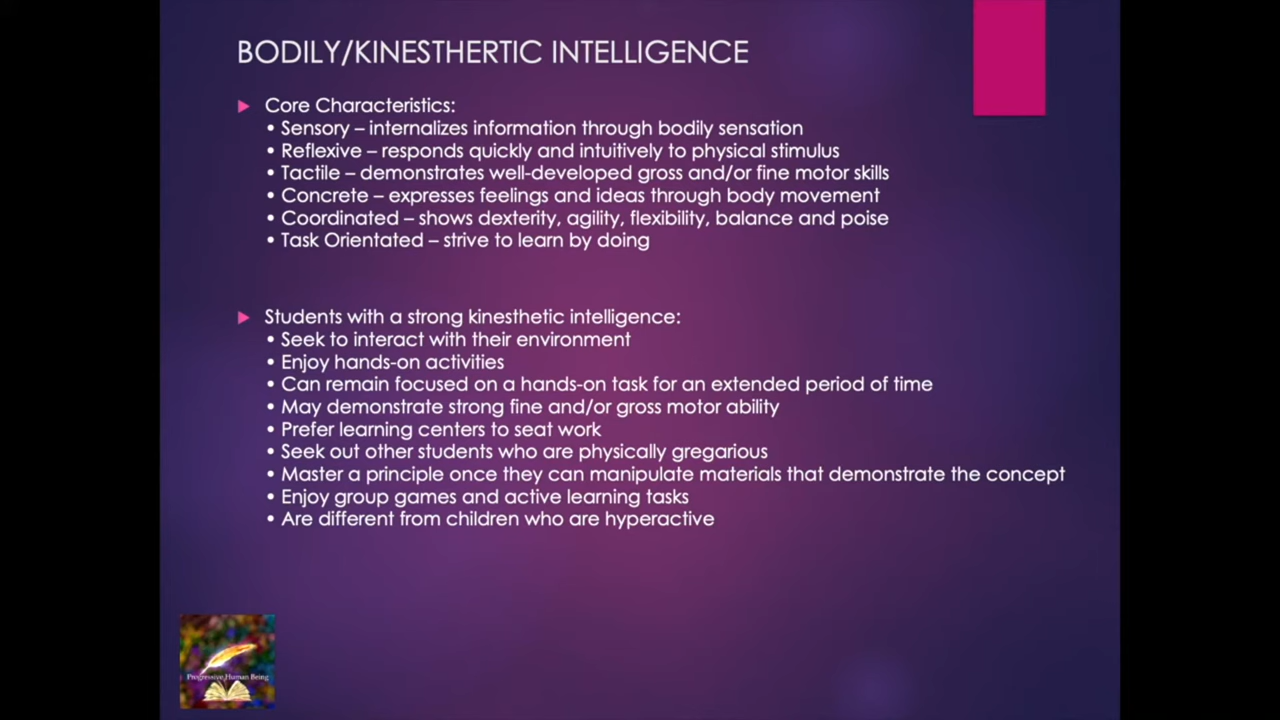 BODILY/KINESTHERTIC INTELLIGENCE
Core Characteristics:
• Sensory – internalizes information through bodily sensation
• Reflexive – responds quickly and intuitively to physical stimulus
• Tactile – demonstrates well-developed gross and/or fine motor skills
• Concrete – expresses feelings and ideas through body movement
• Coordinated – shows dexterity, agility, flexibility, balance and poise
• Task Orientated – strive to learn by doing
Students with a strong kinesthetic intelligence:
• Seek to interact with their environment
• Enjoy hands-on activities
• Can remain focused on a hands-on task for an extended period of time
• May demonstrate strong fine and/or gross motor ability
• Prefer learning centers to seat work
• Seek out other students who are physically gregarious
• Master a principle once they can manipulate materials that demonstrate the concept
• Enjoy group games and active learning tasks
• Are different from children who are hyperactive
Progressive Human Being